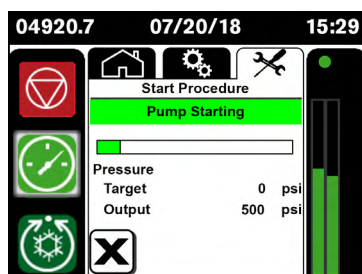 04920.7 07/20/18 15:29
Start Procedure
Pump Starting
Pressure
Target 0 psi
Output 500 psi
X